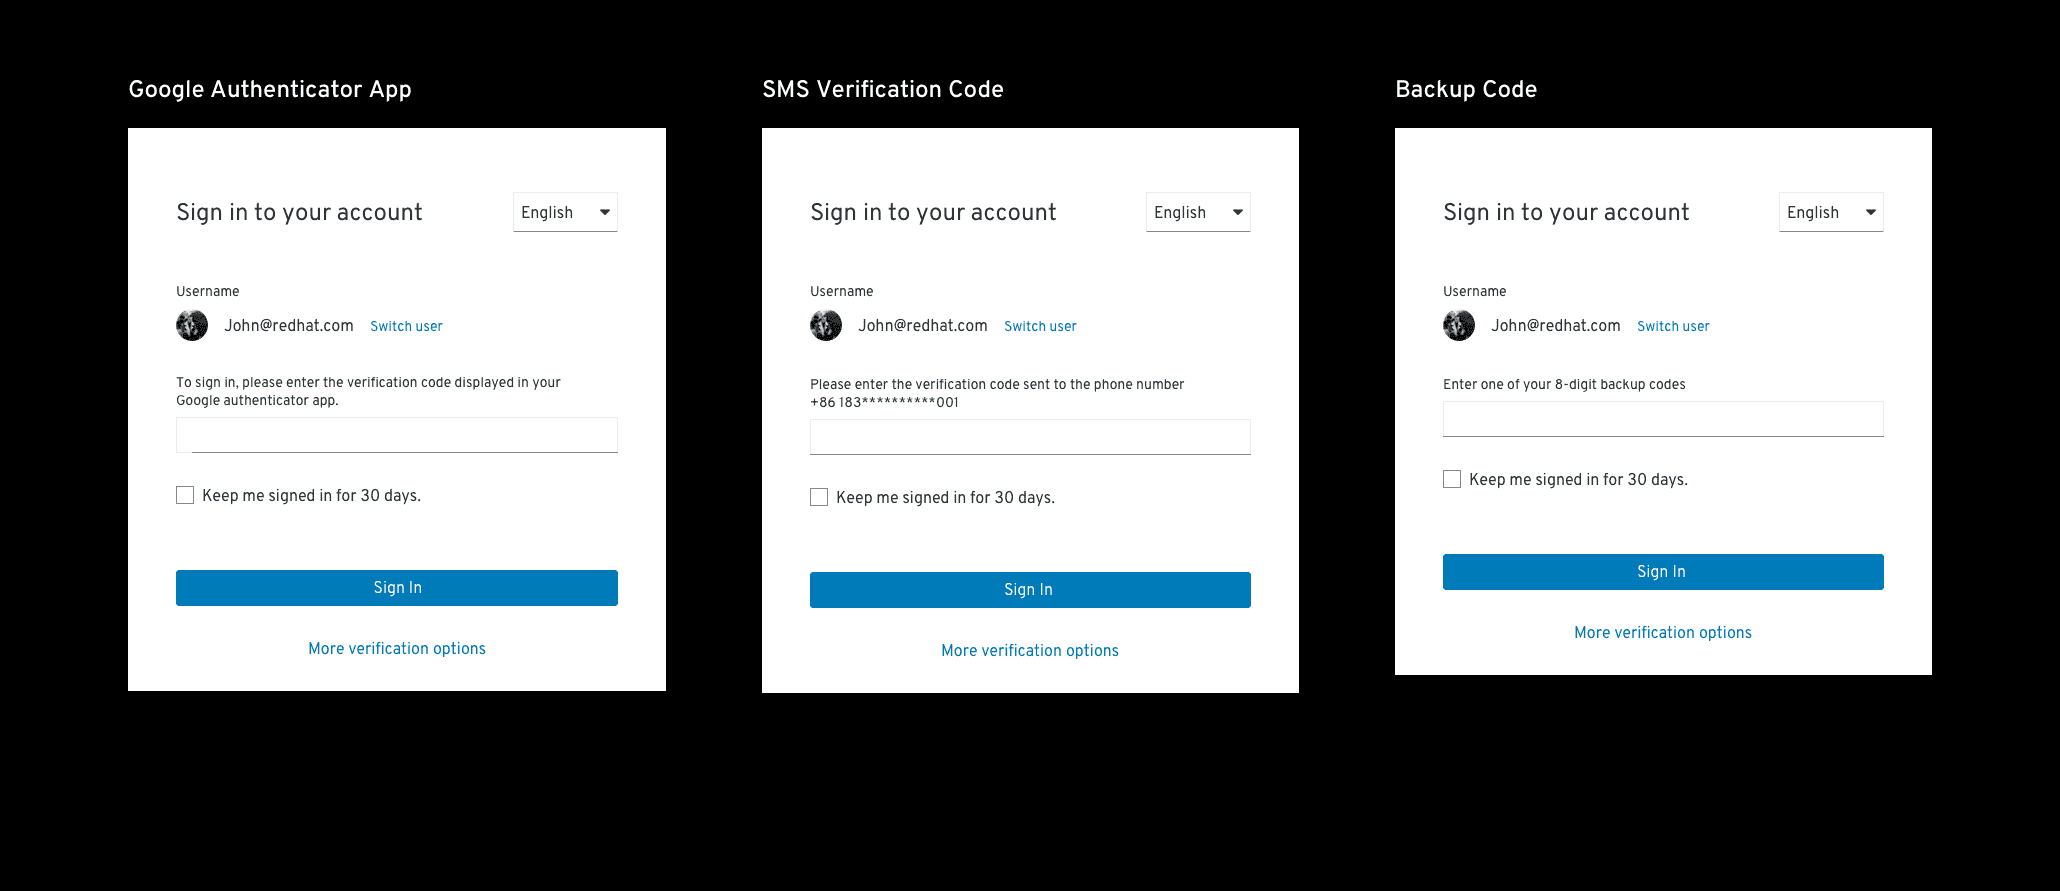 Google Authenticator App
Sign in to your account
English
Username
John@redhat.com Switch user
To sign in, please enter the verification code displayed in your
Google authenticator app.
Keep me signed in for 30 days.
Sign In
More verification options
SMS Verification Code
Sign in to your account
English
Username
John@redhat.com Switch user
Please enter the verification code sent to the phone number
+86 183**********001
Keep me signed in for 30 days.
Sign In
More verification options
Backup Code
Sign in to your account
English
Username
John@redhat.com Switch user
Enter one of your 8-digit backup codes
Keep me signed in for 30 days.
Sign In
More verification options